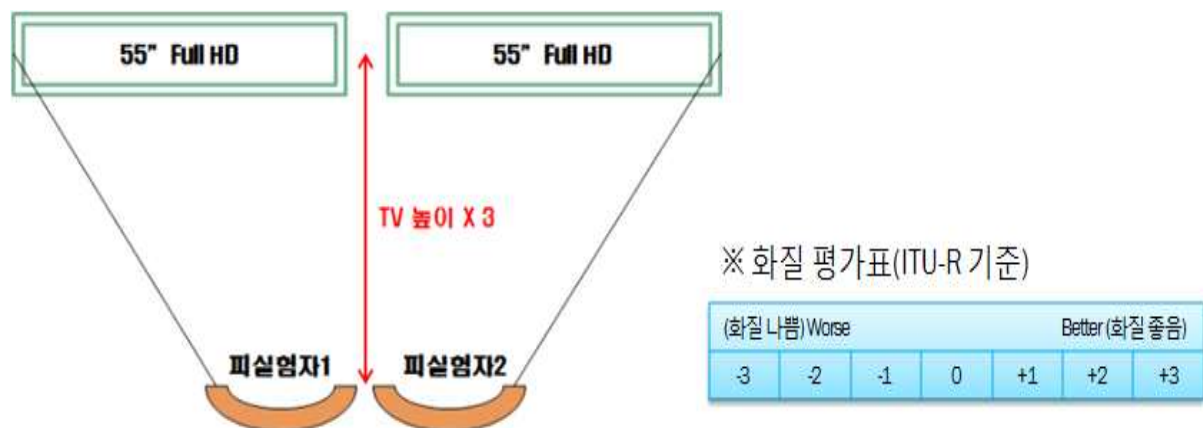 55” Full HD
55” Full HD
TV 높이 X 3
피실험자1
피실험자2
※ 화질 평가표(ITU-R 기준)
(화질 나쁨) Worse Better (화질 좋음)
-3 -2 -1 0 +1 +2 +3